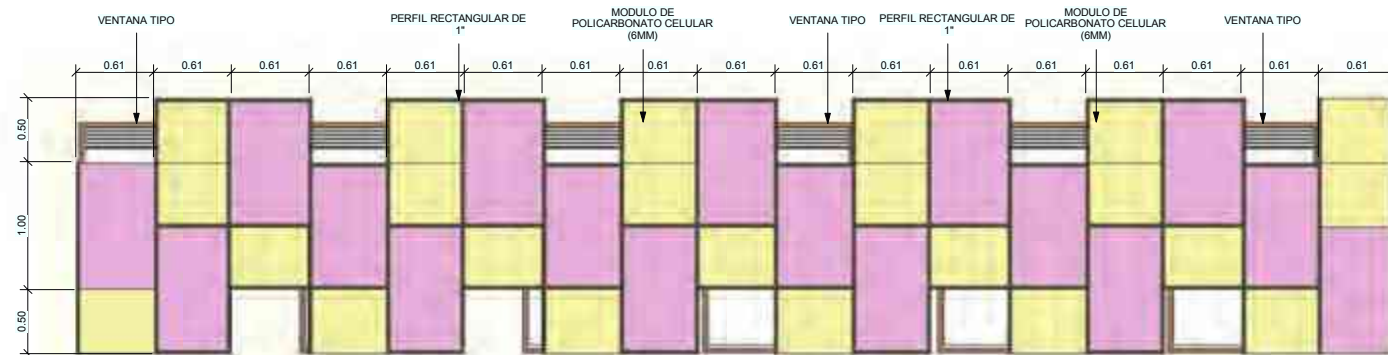 VENTANA TIPO
PERFIL RECTANGULAR DE
1"
MODULO DE
POLICARBONATO CELULAR
(6MM)
VENTANA TIPO
PERFIL RECTANGULAR DE
1"
MODULO DE
POLICARBONATO CELULAR
(6MM)
VENTANA TIPO
0.61 0.61 0.61 0.61 0.61 0.61 0.61 0.61 0.61 0.61 0.61 0.61 0.61 0.61 0.61 0.61 0.61
0.50
1.00
0.50